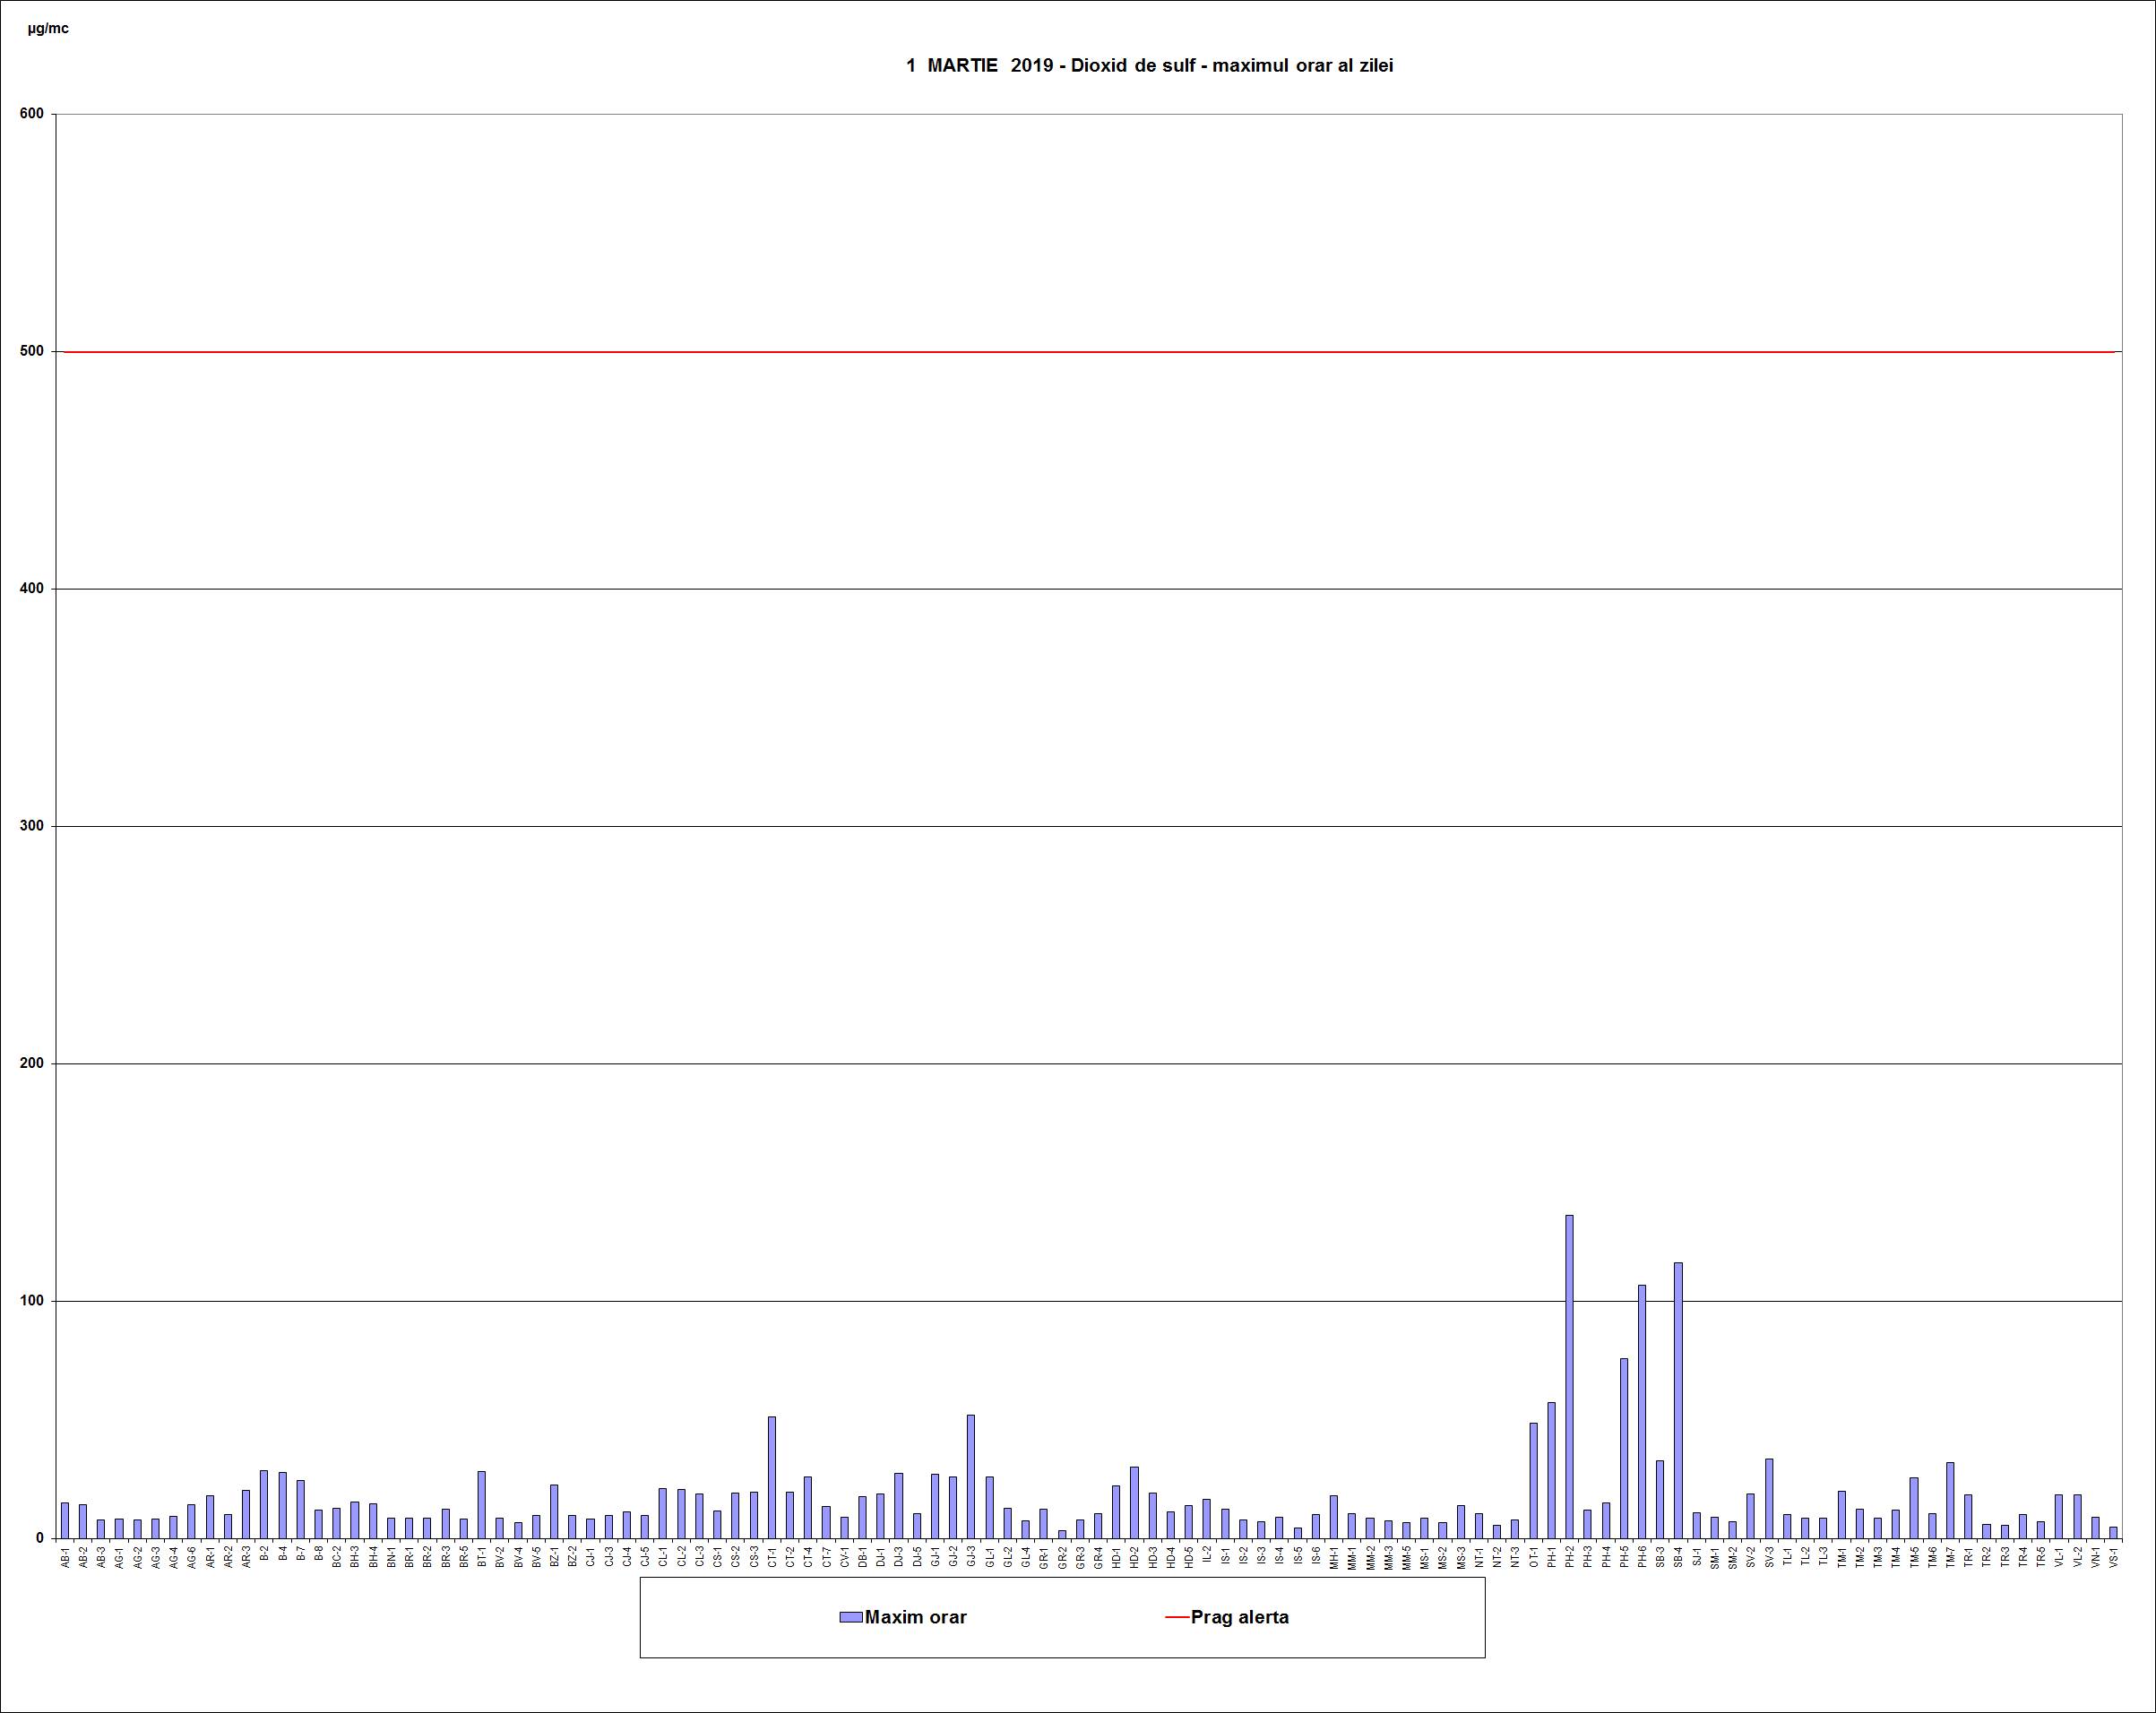 µg/mc
1 MARTIE 2019 - Dioxid de sulf - maximul orar al zilei
600
500
400
300
200
100
0
AB-1 AB-2 AB-3 AG-1 AG-2 AG-3 AG-4 AG-6 AR-1 AR-2 AR-3 B-2 B-4 B-7 B-8 BC-2 BH-3 BH-4 BN-1 BR-1 BR-2 BR-3 BR-5 BT-1 BV-2 BV-4 BV-5 BZ-1 BZ-2 CJ-1 CJ-3 CJ-4 CJ-5 CL-1 CL-2 CL-3 CS-1 CS-2 CS-3 CT-1 CT-2 CT-4 CT-7 CV-1 DB-1 DJ-1 DJ-3 DJ-5 GJ-1 GJ-2 GJ-3 GL-1 GL-2 GL-4 GR-1 GR-2 GR-3 GR-4 HD-1 HD-2 HD-3 HD-4 HD-5 IL-2 IS-1 IS-2 IS-3 IS-4 IS-5 IS-6 MH-1 MM-1 MM-2 MM-3 MM-5 MS-1 MS-2 MS-3 NT-1 NT-2 NT-3 OT-1 PH-1 PH-2 PH-3 PH-4 PH-5 PH-6 SB-3 SB-4 SJ-1 SM-1 SM-2 SV-2 SV-3 TL-1 TL-2 TL-3 TM-1 TM-2 TM-3 TM-4 TM-5 TM-6 TM-7 TR-1 TR-2 TR-3 TR-4 TR-5 VL-1 VL-2 VN-1 VS-1
Maxim orar Prag alerta